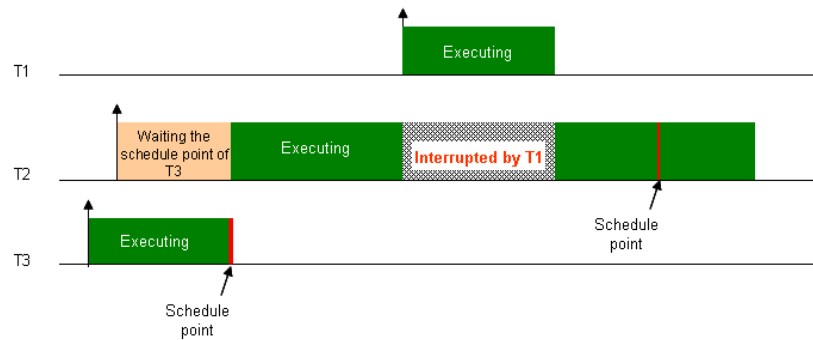 Executing
T1
Waiting the
schedule point of
T3
Executing
Interrupted by T1
T2
Schedule
point
Executing
T3
Schedule
point